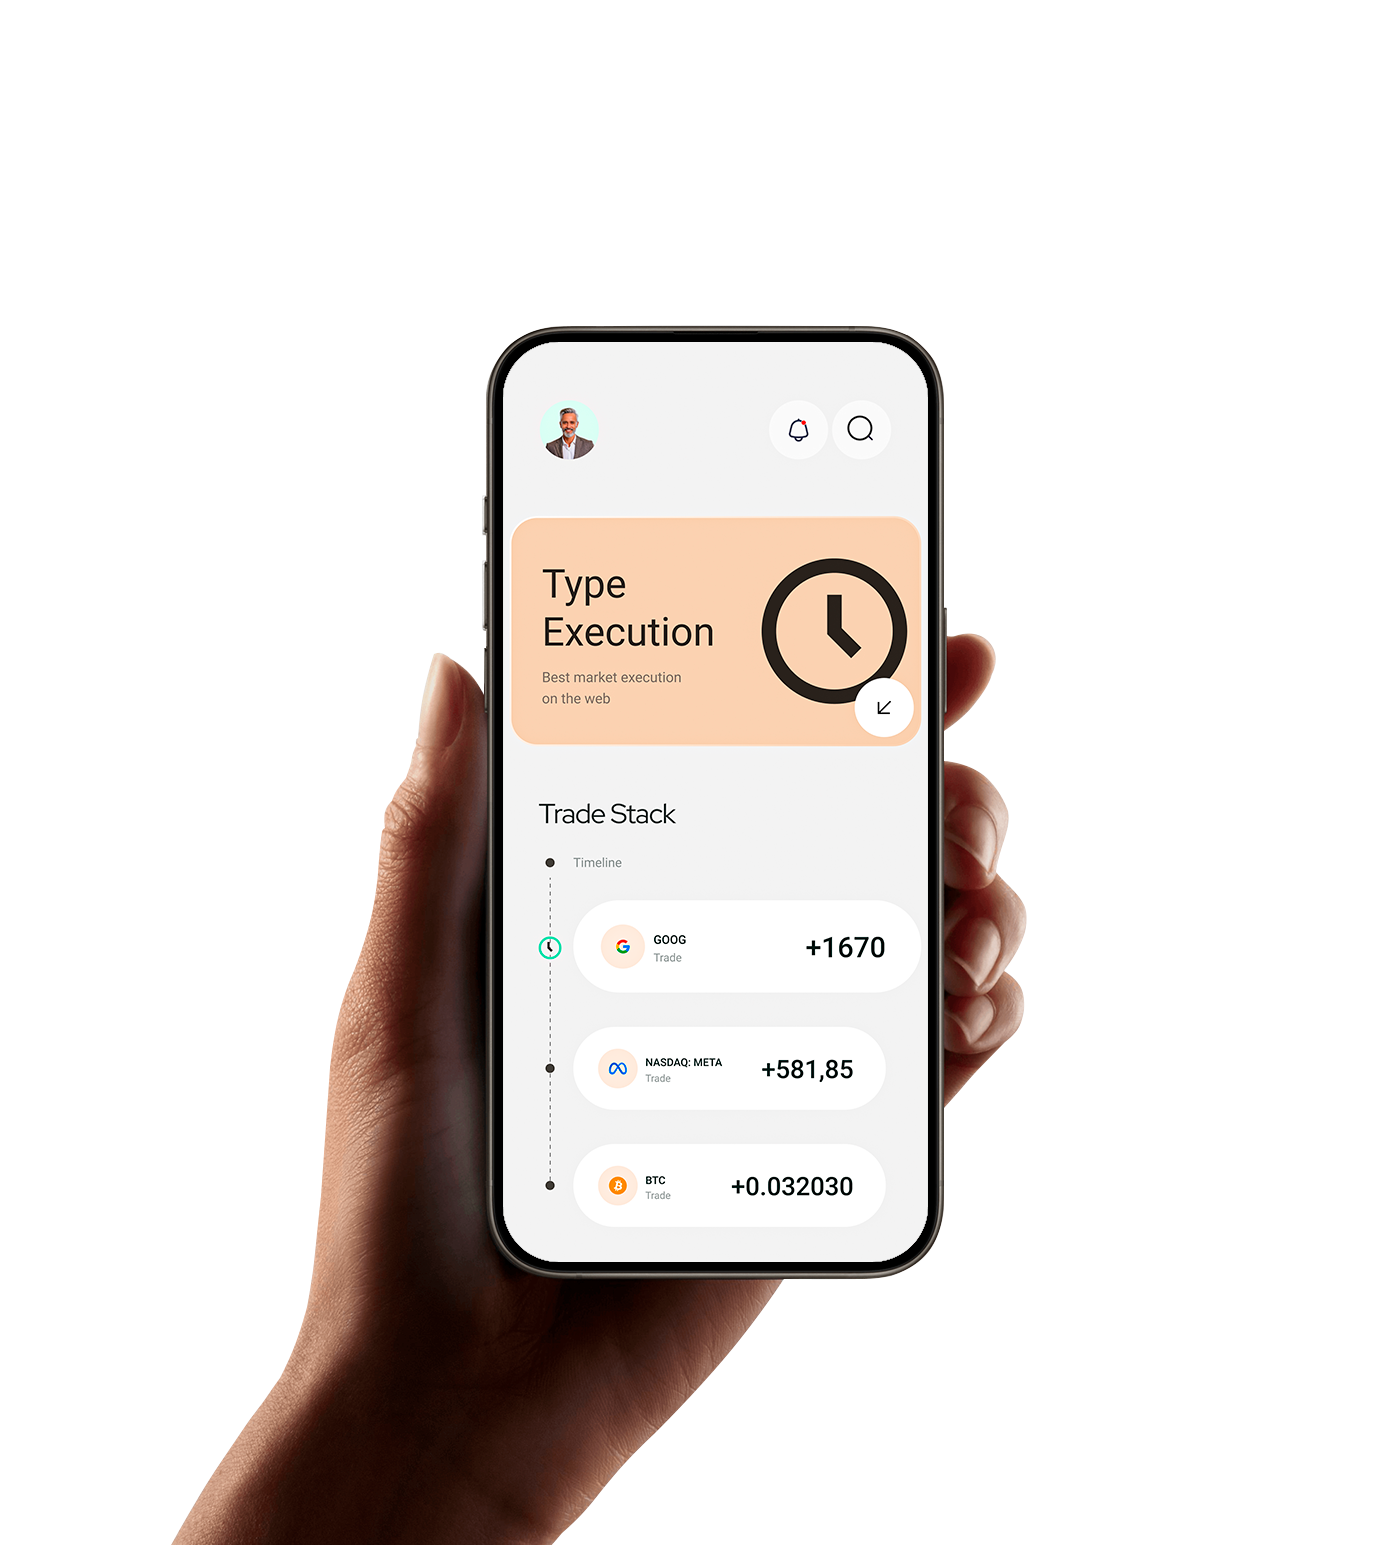 Type
Execution
Best market execution
on the web
Trade Stack
Timeline
GOOG
Trade
+1670
NASDAQ: META
Trade
+581,85
BTC
Trade
+0.032030